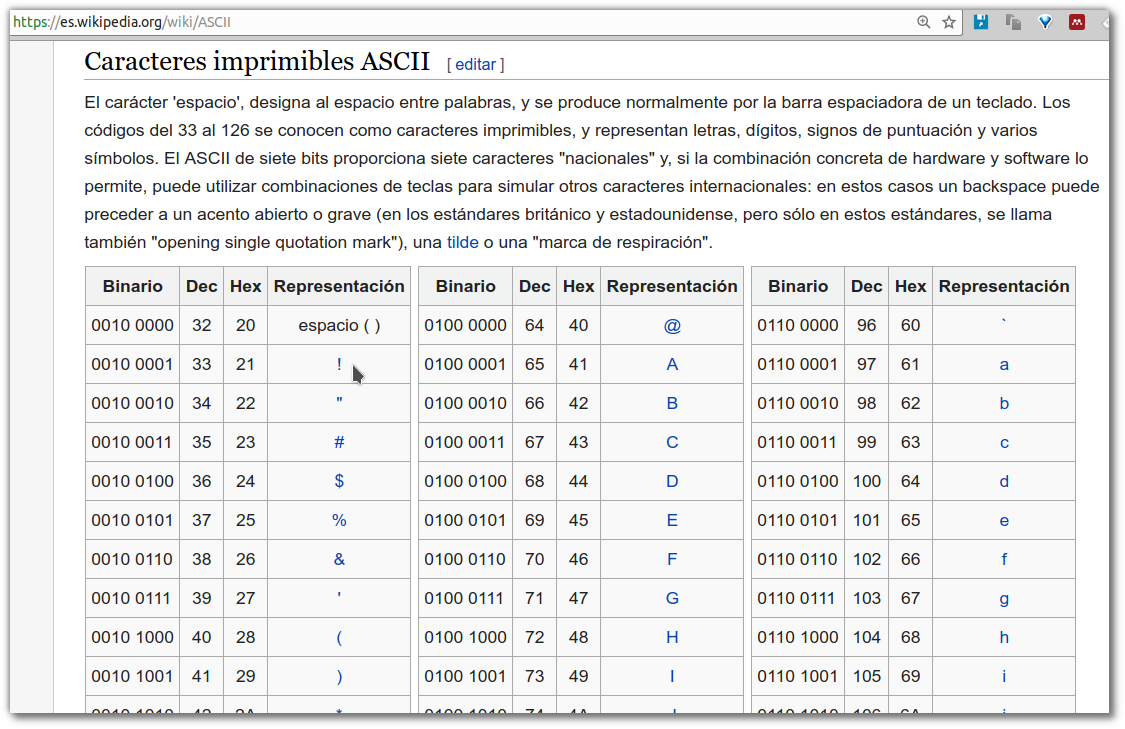 https://es.wikipedia.org/wiki/ASCII
Caracteres imprimibles ASCII [ editar ]
El carácter 'espacio', designa al espacio entre palabras, y se produce normalmente por la barra espaciadora de un teclado. Los
códigos del 33 al 126 se conocen como caracteres imprimibles, y representan letras, dígitos, signos de puntuación y varios
símbolos. El ASCII de siete bits proporciona siete caracteres "nacionales" y, si la combinación concreta de hardware y software lo
permite, puede utilizar combinaciones de teclas para simular otros caracteres internacionales: en estos casos un backspace puede
preceder a un acento abierto o grave (en los estándares británico y estadounidense, pero sólo en estos estándares, se llama
también "opening single quotation mark"), una tilde o una "marca de respiración".
Binario Dec Hex Representación Binario Dec Hex Representación Binario Dec Hex Representación
0010 0000 32 20 espacio ( ) 0100 0000 64 40 @ 0110 0000 96 60 `
0010 0001 33 21 ! 0100 0001 65 41 A 0110 0001 97 61 a
0010 0010 34 22 " 0100 0010 66 42 B 0110 0010 98 62 b
0010 0011 35 23 # 0100 0011 67 43 C 0110 0011 99 63 c
0010 0100 36 24 $ 0100 0100 68 44 D 0110 0100 100 64 d
0010 0101 37 25 % 0100 0101 69 45 E 0110 0101 101 65 e
0010 0110 38 26 & 0100 0110 70 46 F 0110 0110 102 66 f
0010 0111 39 27 ' 0100 0111 71 47 G 0110 0111 103 67 g
0010 1000 40 28 ( 0100 1000 72 48 H 0110 1000 104 68 h
0010 1001 41 29 ) 0100 1001 73 49 I 0110 1001 105 69 i